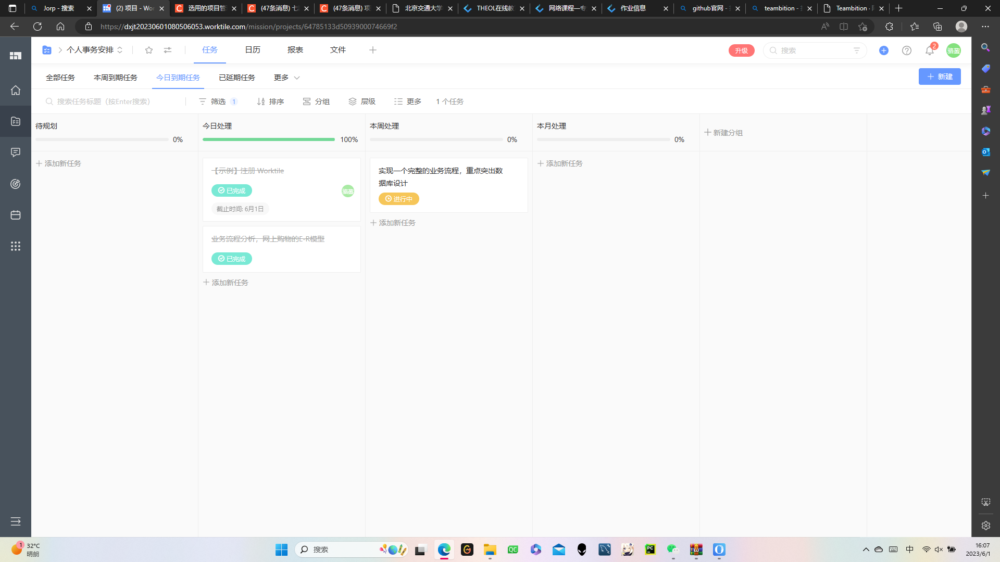 Jorp - 搜索
(2) 项目 - Wo
选用的项目管
(47条消息) 七
(47条消息) 项
北京交通大学
THEOL在线教
网络课程—专
作业信息
github官网 -
teambition -
Teambition ·
https://dxjt20230601080506053.worktile.com/mission/projects/64785133d5093900074669f2
个人事务安排
任务
日历
报表
文件
升级
搜索
2
骆鋆
全部任务
本周到期任务
今日到期任务
已延期任务
更多
新建
搜索任务标题（按Enter搜索）
筛选 1
排序
分组
层级
更多
1 个任务
待规划
0%
今日处理
100%
本周处理
0%
本月处理
0%
新建分组
添加新任务
【示例】注册 Worktile
已完成
截止时间: 6月1日
业务流程分析，网上购物的E-R模型
已完成
添加新任务
实现一个完整的业务流程，重点突出数
据库设计
进行中
添加新任务
添加新任务
1
32°C
晴朗
搜索
QC
PC
中
16:07
2023/6/1